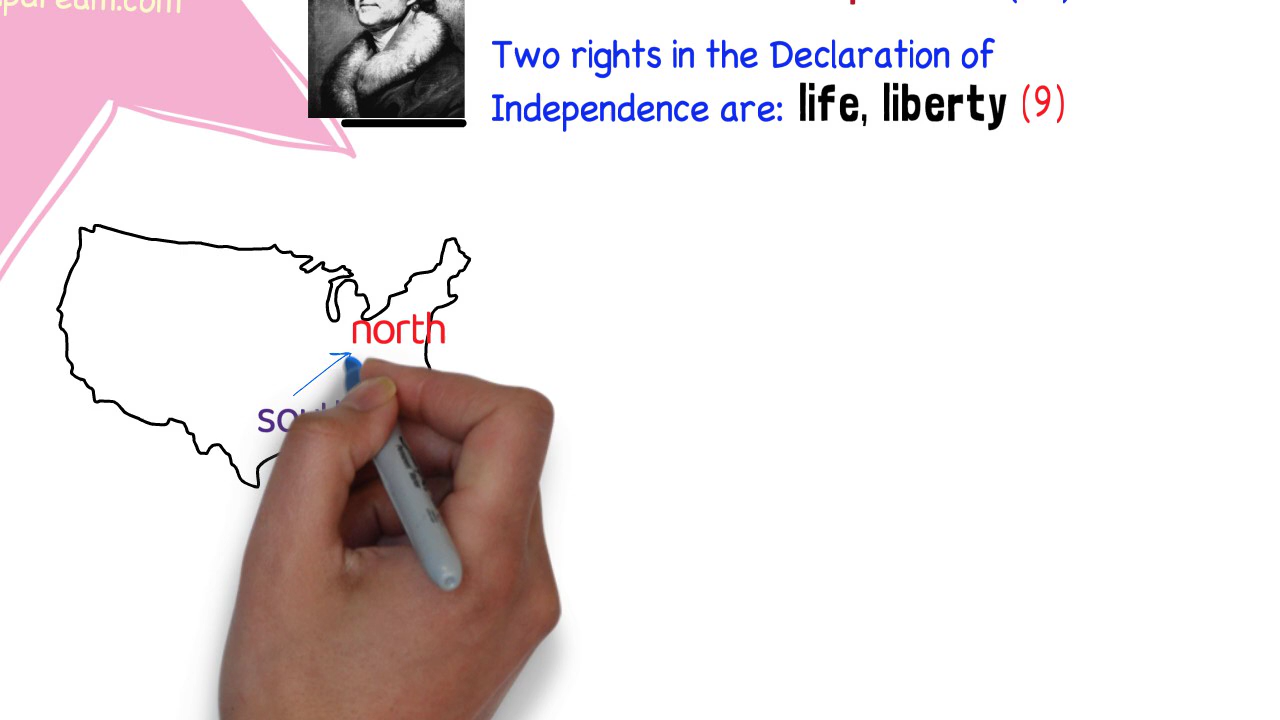 Two rights in the Declaration of
Independence are: life, liberty (9)
north